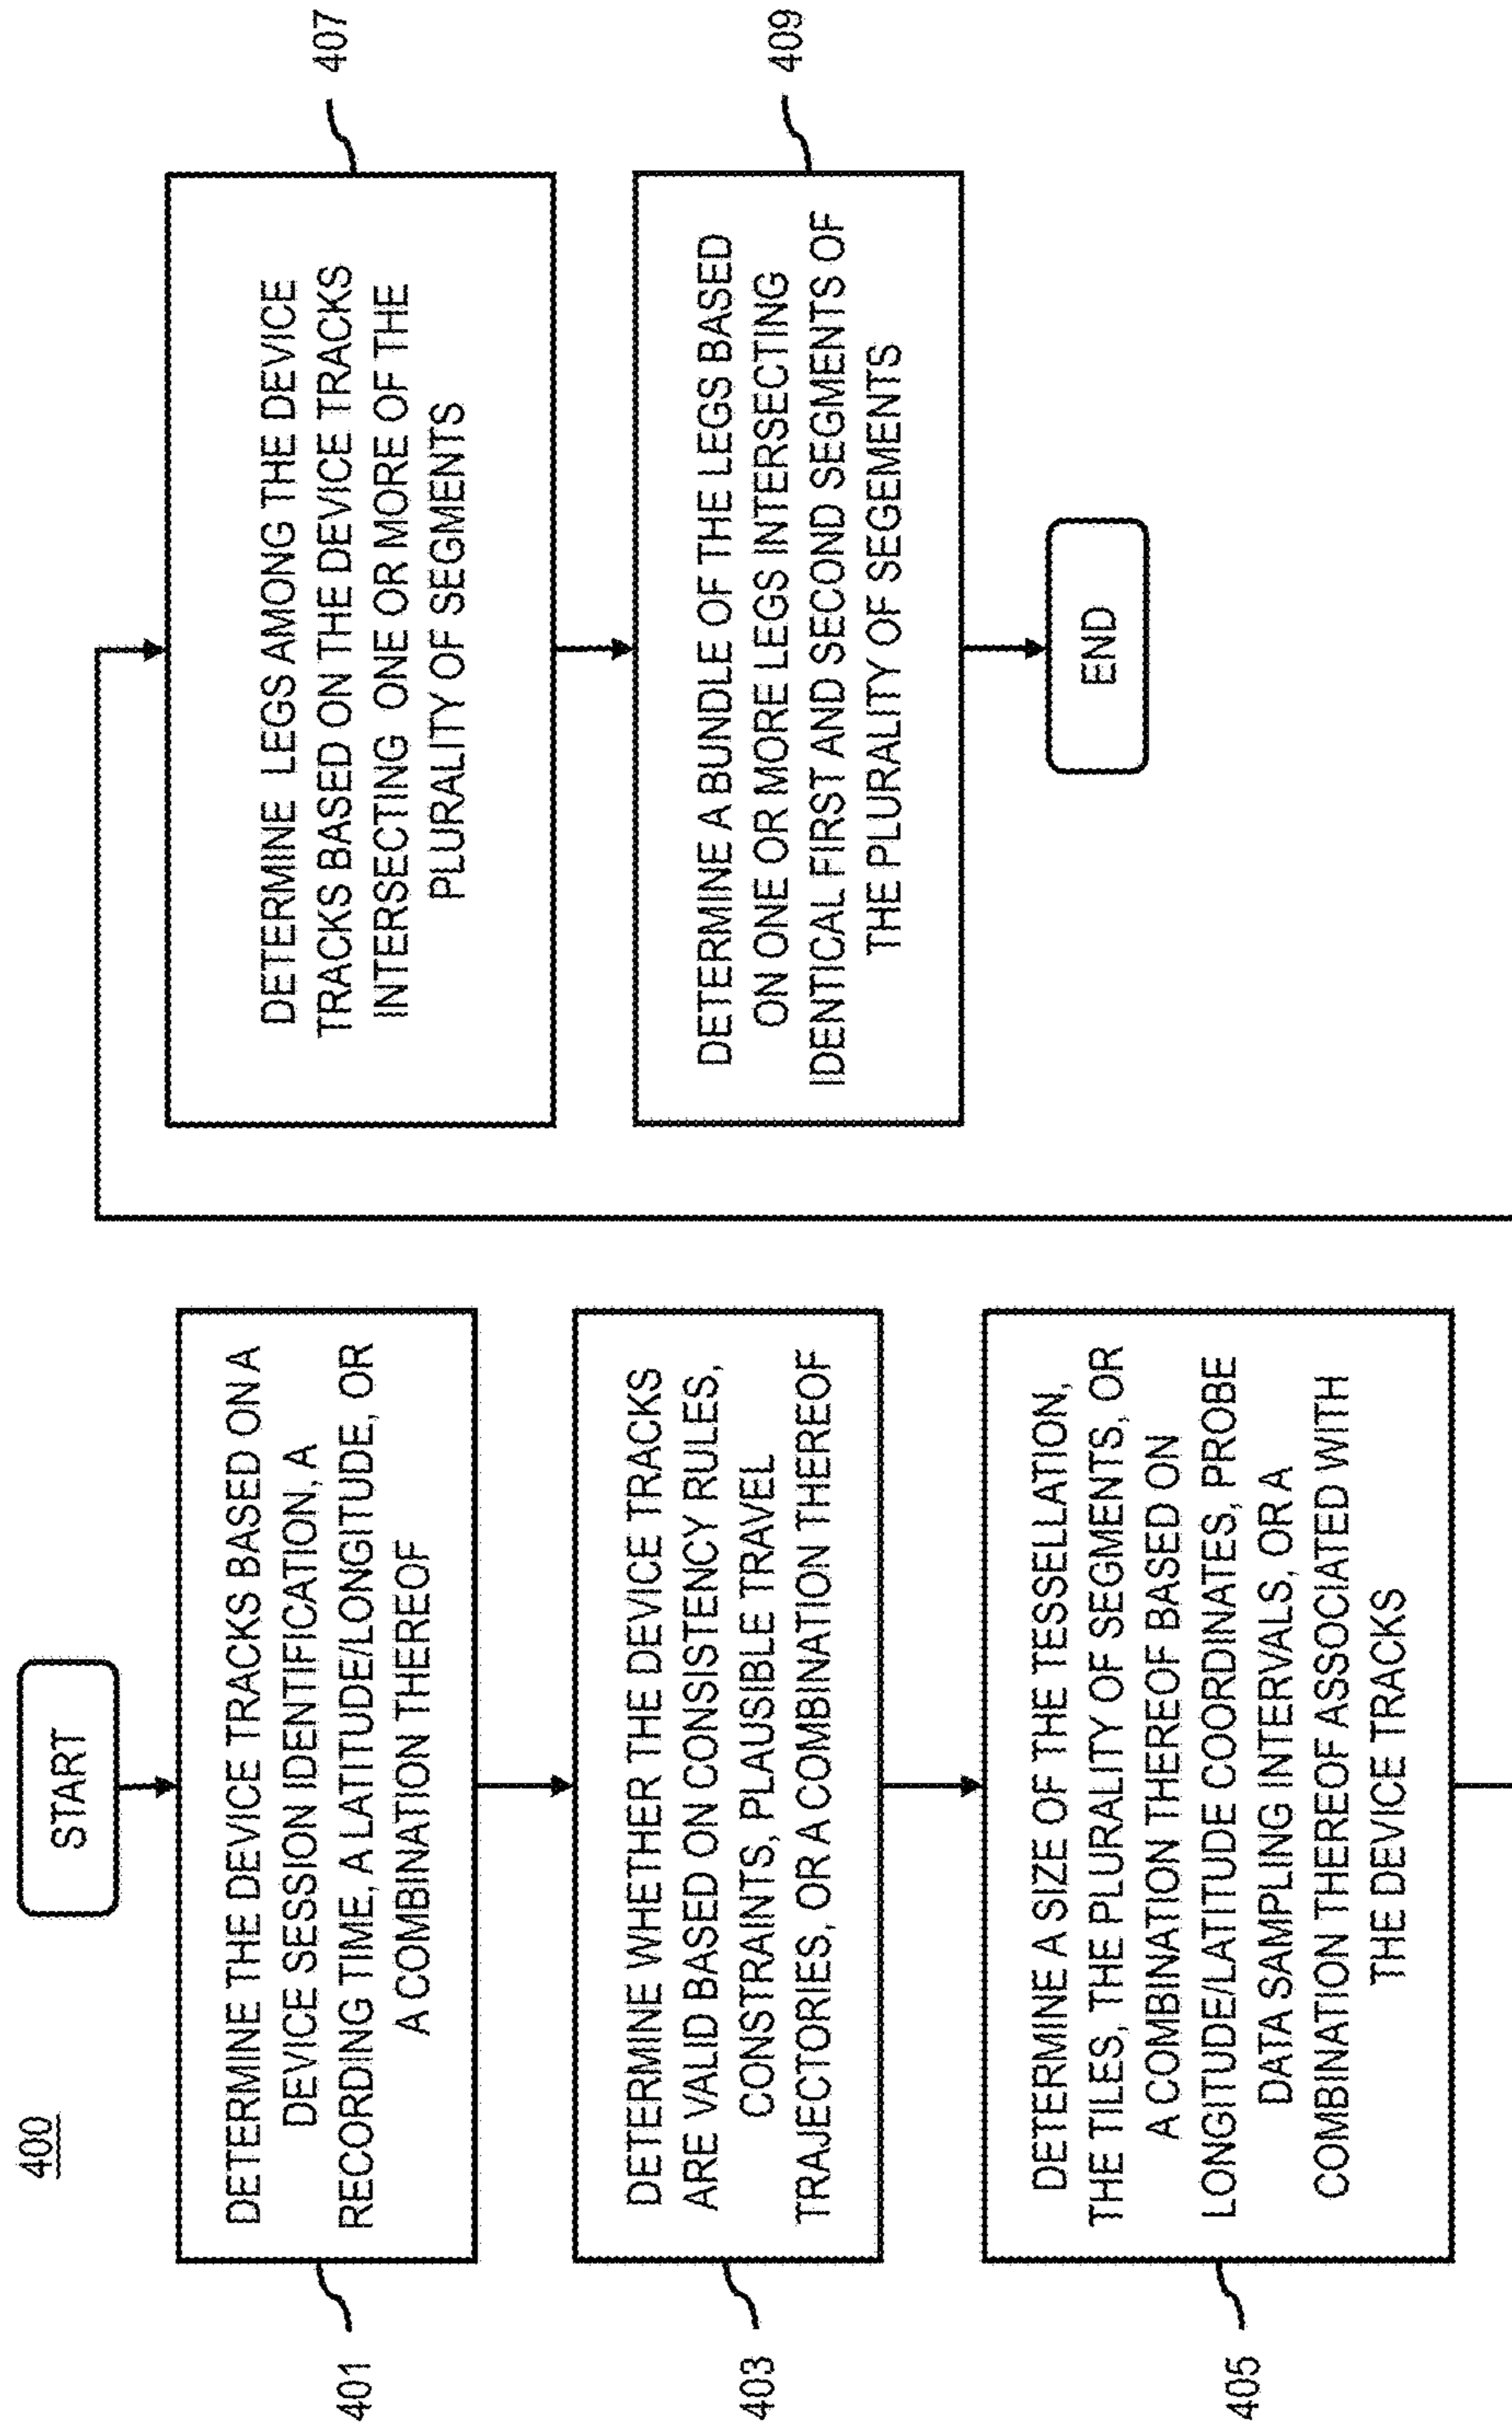 400
START
DETERMINE THE DEVICE TRACKS BASED ON A
DEVICE SESSION IDENTIFICATION, A
RECORDING TIME, A LATITUDE/LONGITUDE, OR
A COMBINATION THEREOF
401
DETERMINE WHETHER THE DEVICE TRACKS
ARE VALID BASED ON CONSISTENCY RULES,
CONSTRAINTS, PLAUSIBLE TRAVEL
TRAJECTORIES, OR A COMBINATION THEREOF
403
DETERMINE A SIZE OF THE TESSELLATION,
THE TILES, THE PLURALITY OF SEGMENTS, OR
A COMBINATION THEREOF BASED ON
LONGITUDE/LATITUDE COORDINATES, PROBE
DATA SAMPLING INTERVALS, OR A
COMBINATION THEREOF ASSOCIATED WITH
THE DEVICE TRACKS
405
DETERMINE LEGS AMONG THE DEVICE
TRACKS BASED ON THE DEVICE TRACKS
INTERSECTING ONE OR MORE OF THE
PLURALITY OF SEGMENTS
407
DETERMINE A BUNDLE OF THE LEGS BASED
ON ONE OR MORE LEGS INTERSECTING
IDENTICAL FIRST AND SECOND SEGMENTS OF
THE PLURALITY OF SEGEMENTS
409
END